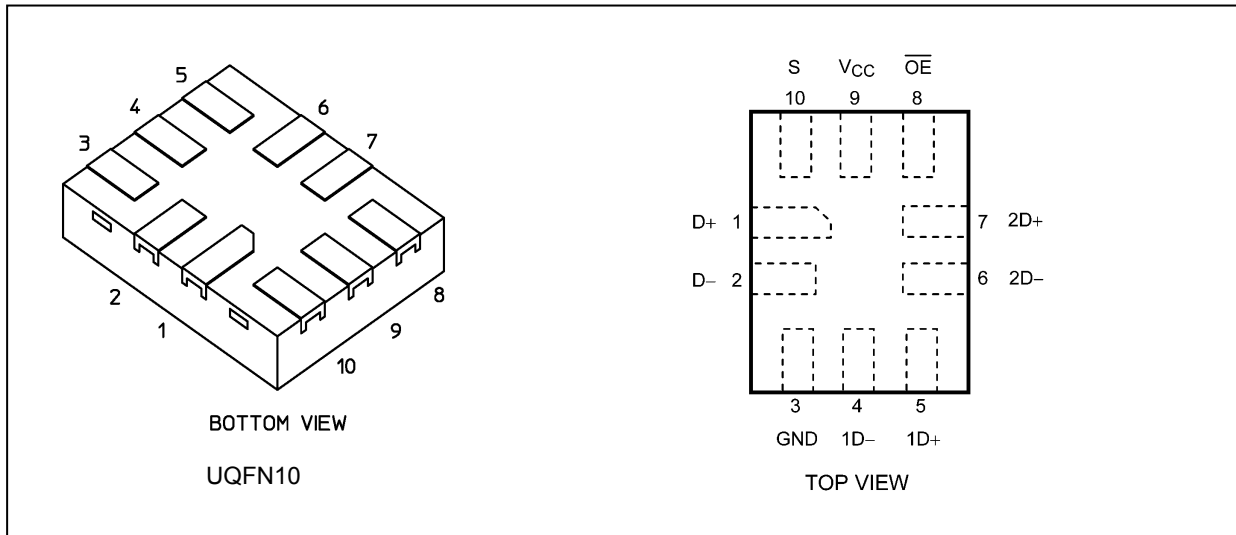 5
4
3
6
7
2
1
8
9
10
BOTTOM VIEW
UQFN10
S VCC O̅E̅
10 9 8
D+ 1
7 2D+
D− 2
6 2D−
3 4 5
GND 1D− 1D+
TOP VIEW